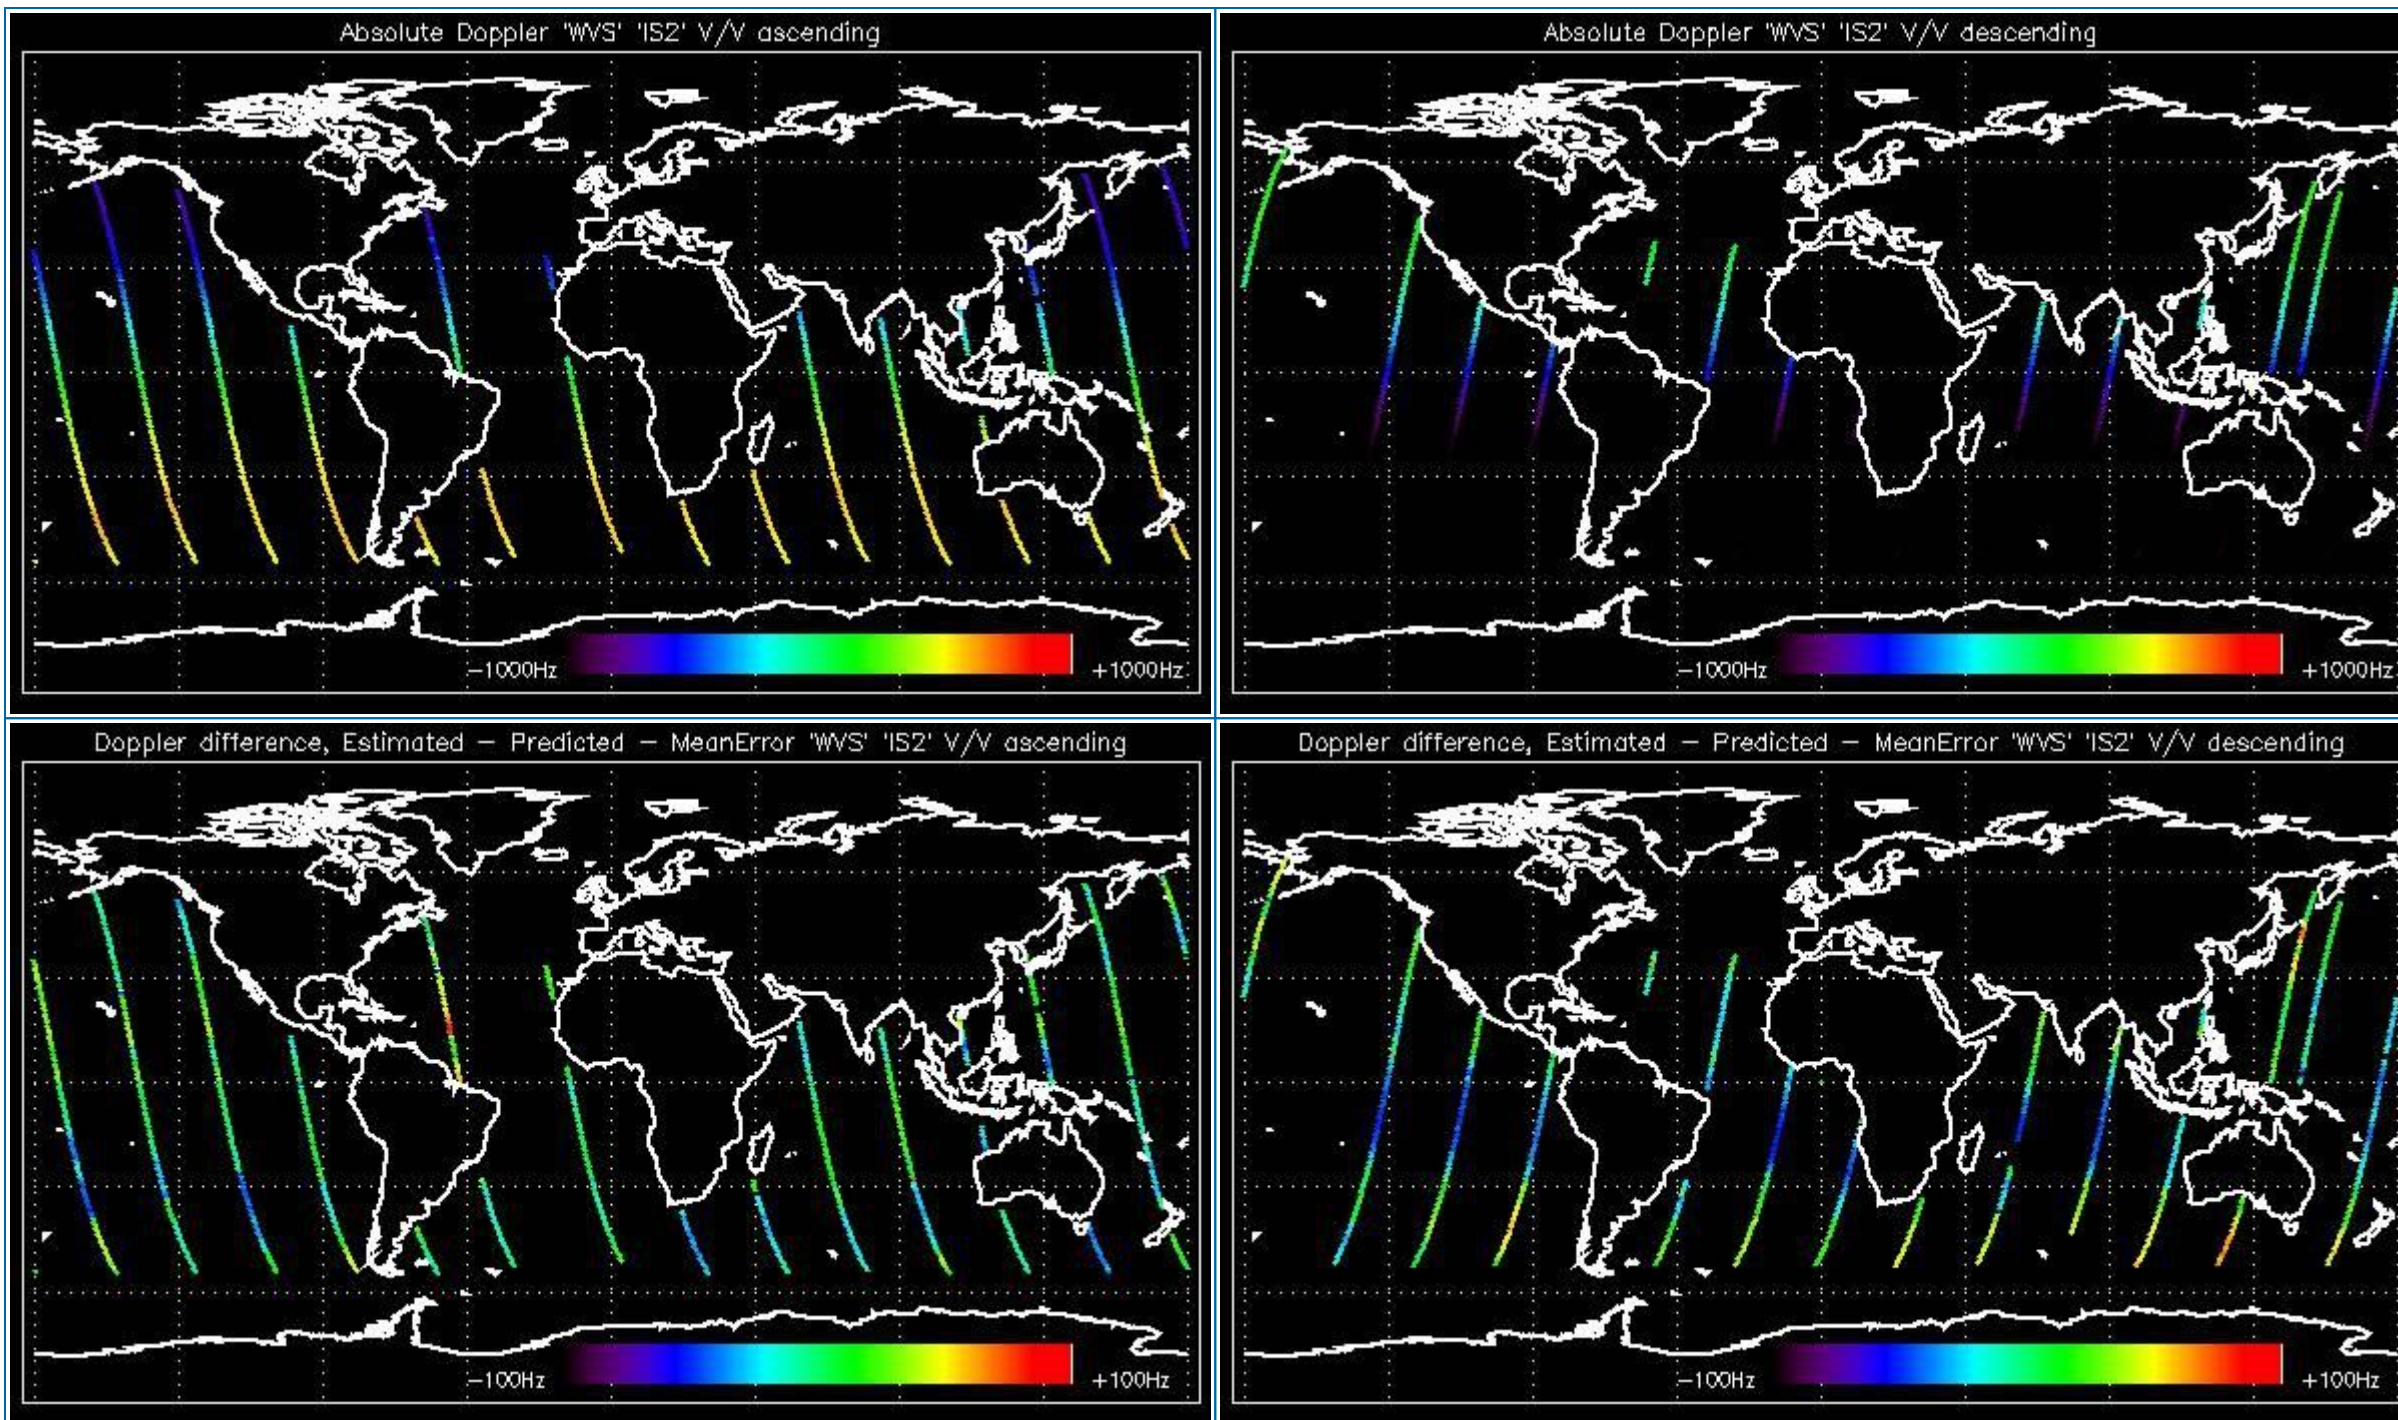 Absolute Doppler 'WVS' 'IS2' V/V ascending
-1000Hz
+1000Hz
Absolute Doppler 'WVS' 'IS2' V/V descending
-1000Hz
+1000Hz
Doppler difference, Estimated - Predicted - MeanError 'WVS' 'IS2' V/V ascending
-100Hz
+100Hz
Doppler difference, Estimated - Predicted - MeanError 'WVS' 'IS2' V/V descending
-100Hz
+100Hz